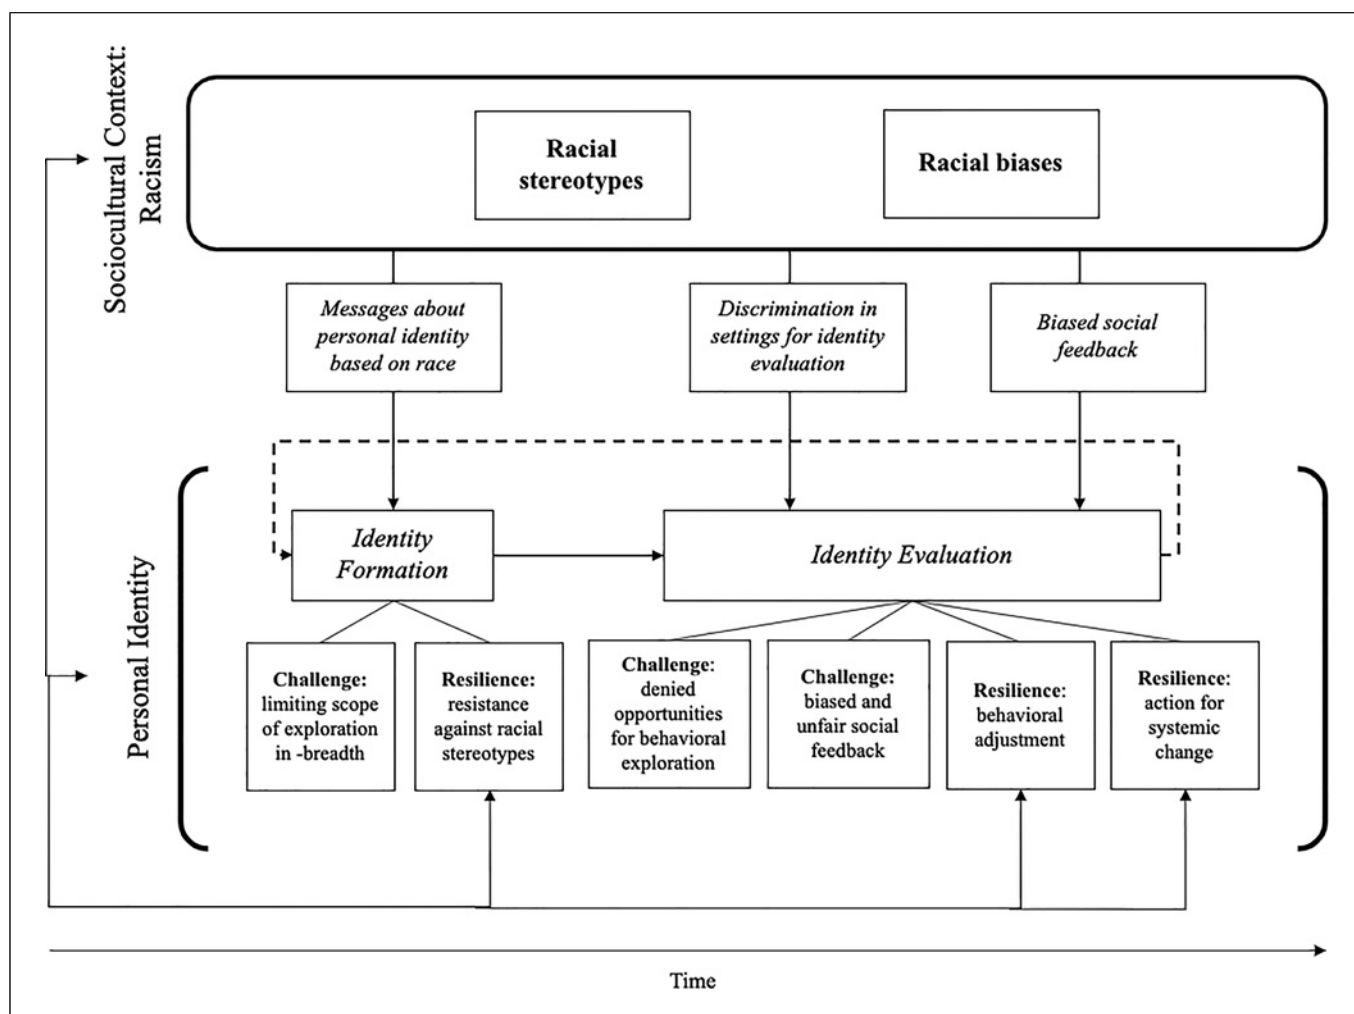 Sociocultural Context:
Racism
Racial
stereotypes
Racial biases
Messages about
personal identity
based on race
Discrimination in
settings for identity
evaluation
Biased social
feedback
Personal Identity
Identity
Formation
Identity Evaluation
Challenge:
limiting scope
of exploration
in -breadth
Resilience:
resistance
against racial
stereotypes
Challenge:
denied
opportunities
for behavioral
exploration
Challenge:
biased and
unfair social
feedback
Resilience:
behavioral
adjustment
Resilience:
action for
systemic
change
Time